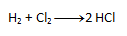 H₂ + Cl₂ ⟶ 2 HCl